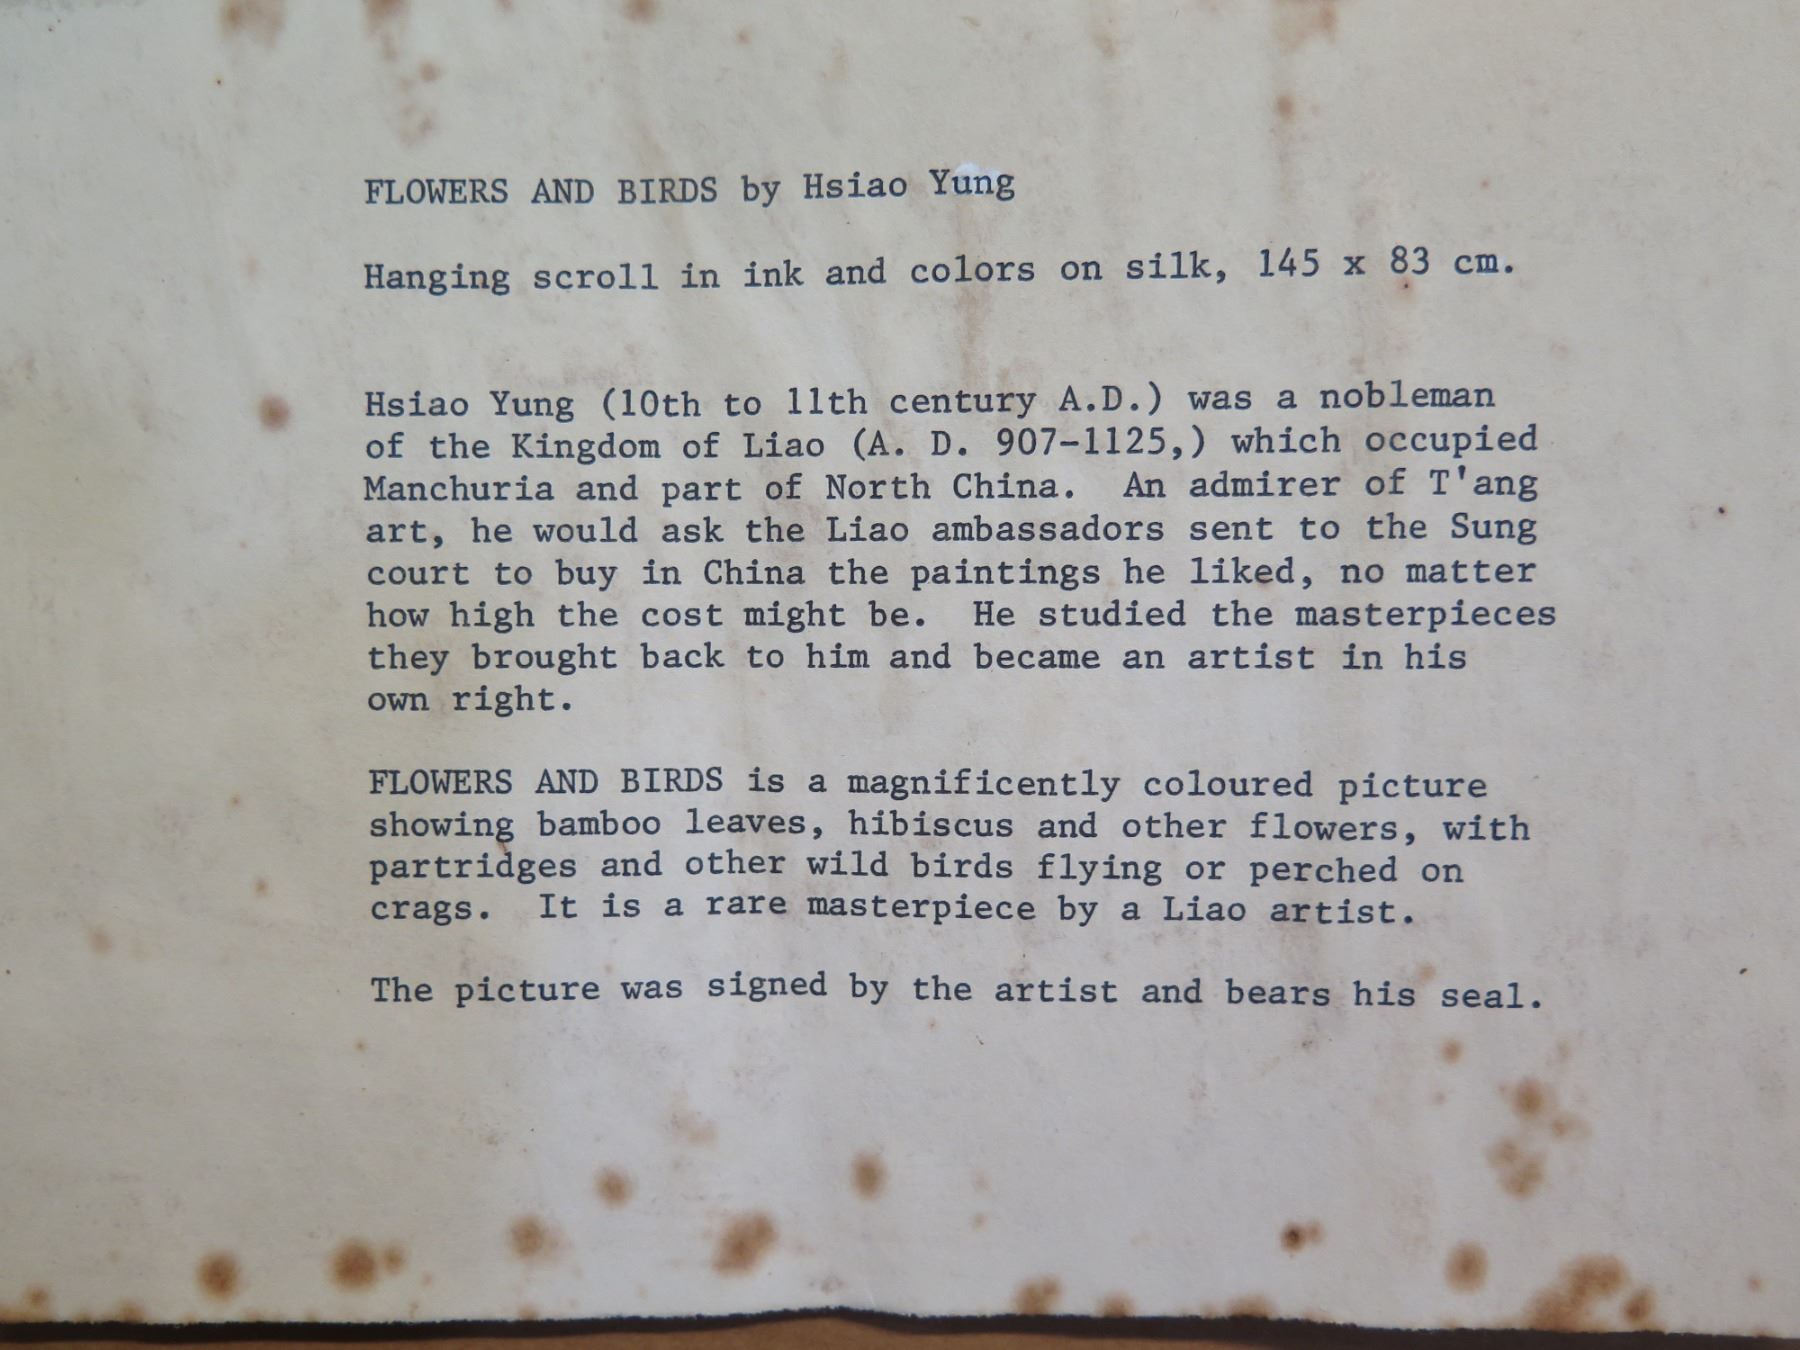 FLOWERS AND BIRDS by Hsiao Yung
Hanging scroll in ink and colors on silk, 145 x 83 cm.
Hsiao Yung (10th to 11th century A.D.) was a nobleman
of the Kingdom of Liao (A. D. 907-1125,) which occupied
Manchuria and part of North China. An admirer of T'ang
art, he would ask the Liao ambassadors sent to the Sung
court to buy in China the paintings he liked, no matter
how high the cost might be. He studied the masterpieces
they brought back to him and became an artist in his
own right.
FLOWERS AND BIRDS is a magnificently coloured picture
showing bamboo leaves, hibiscus and other flowers, with
partridges and other wild birds flying or perched on
crags. It is a rare masterpiece by a Liao artist.
The picture was signed by the artist and bears his seal.